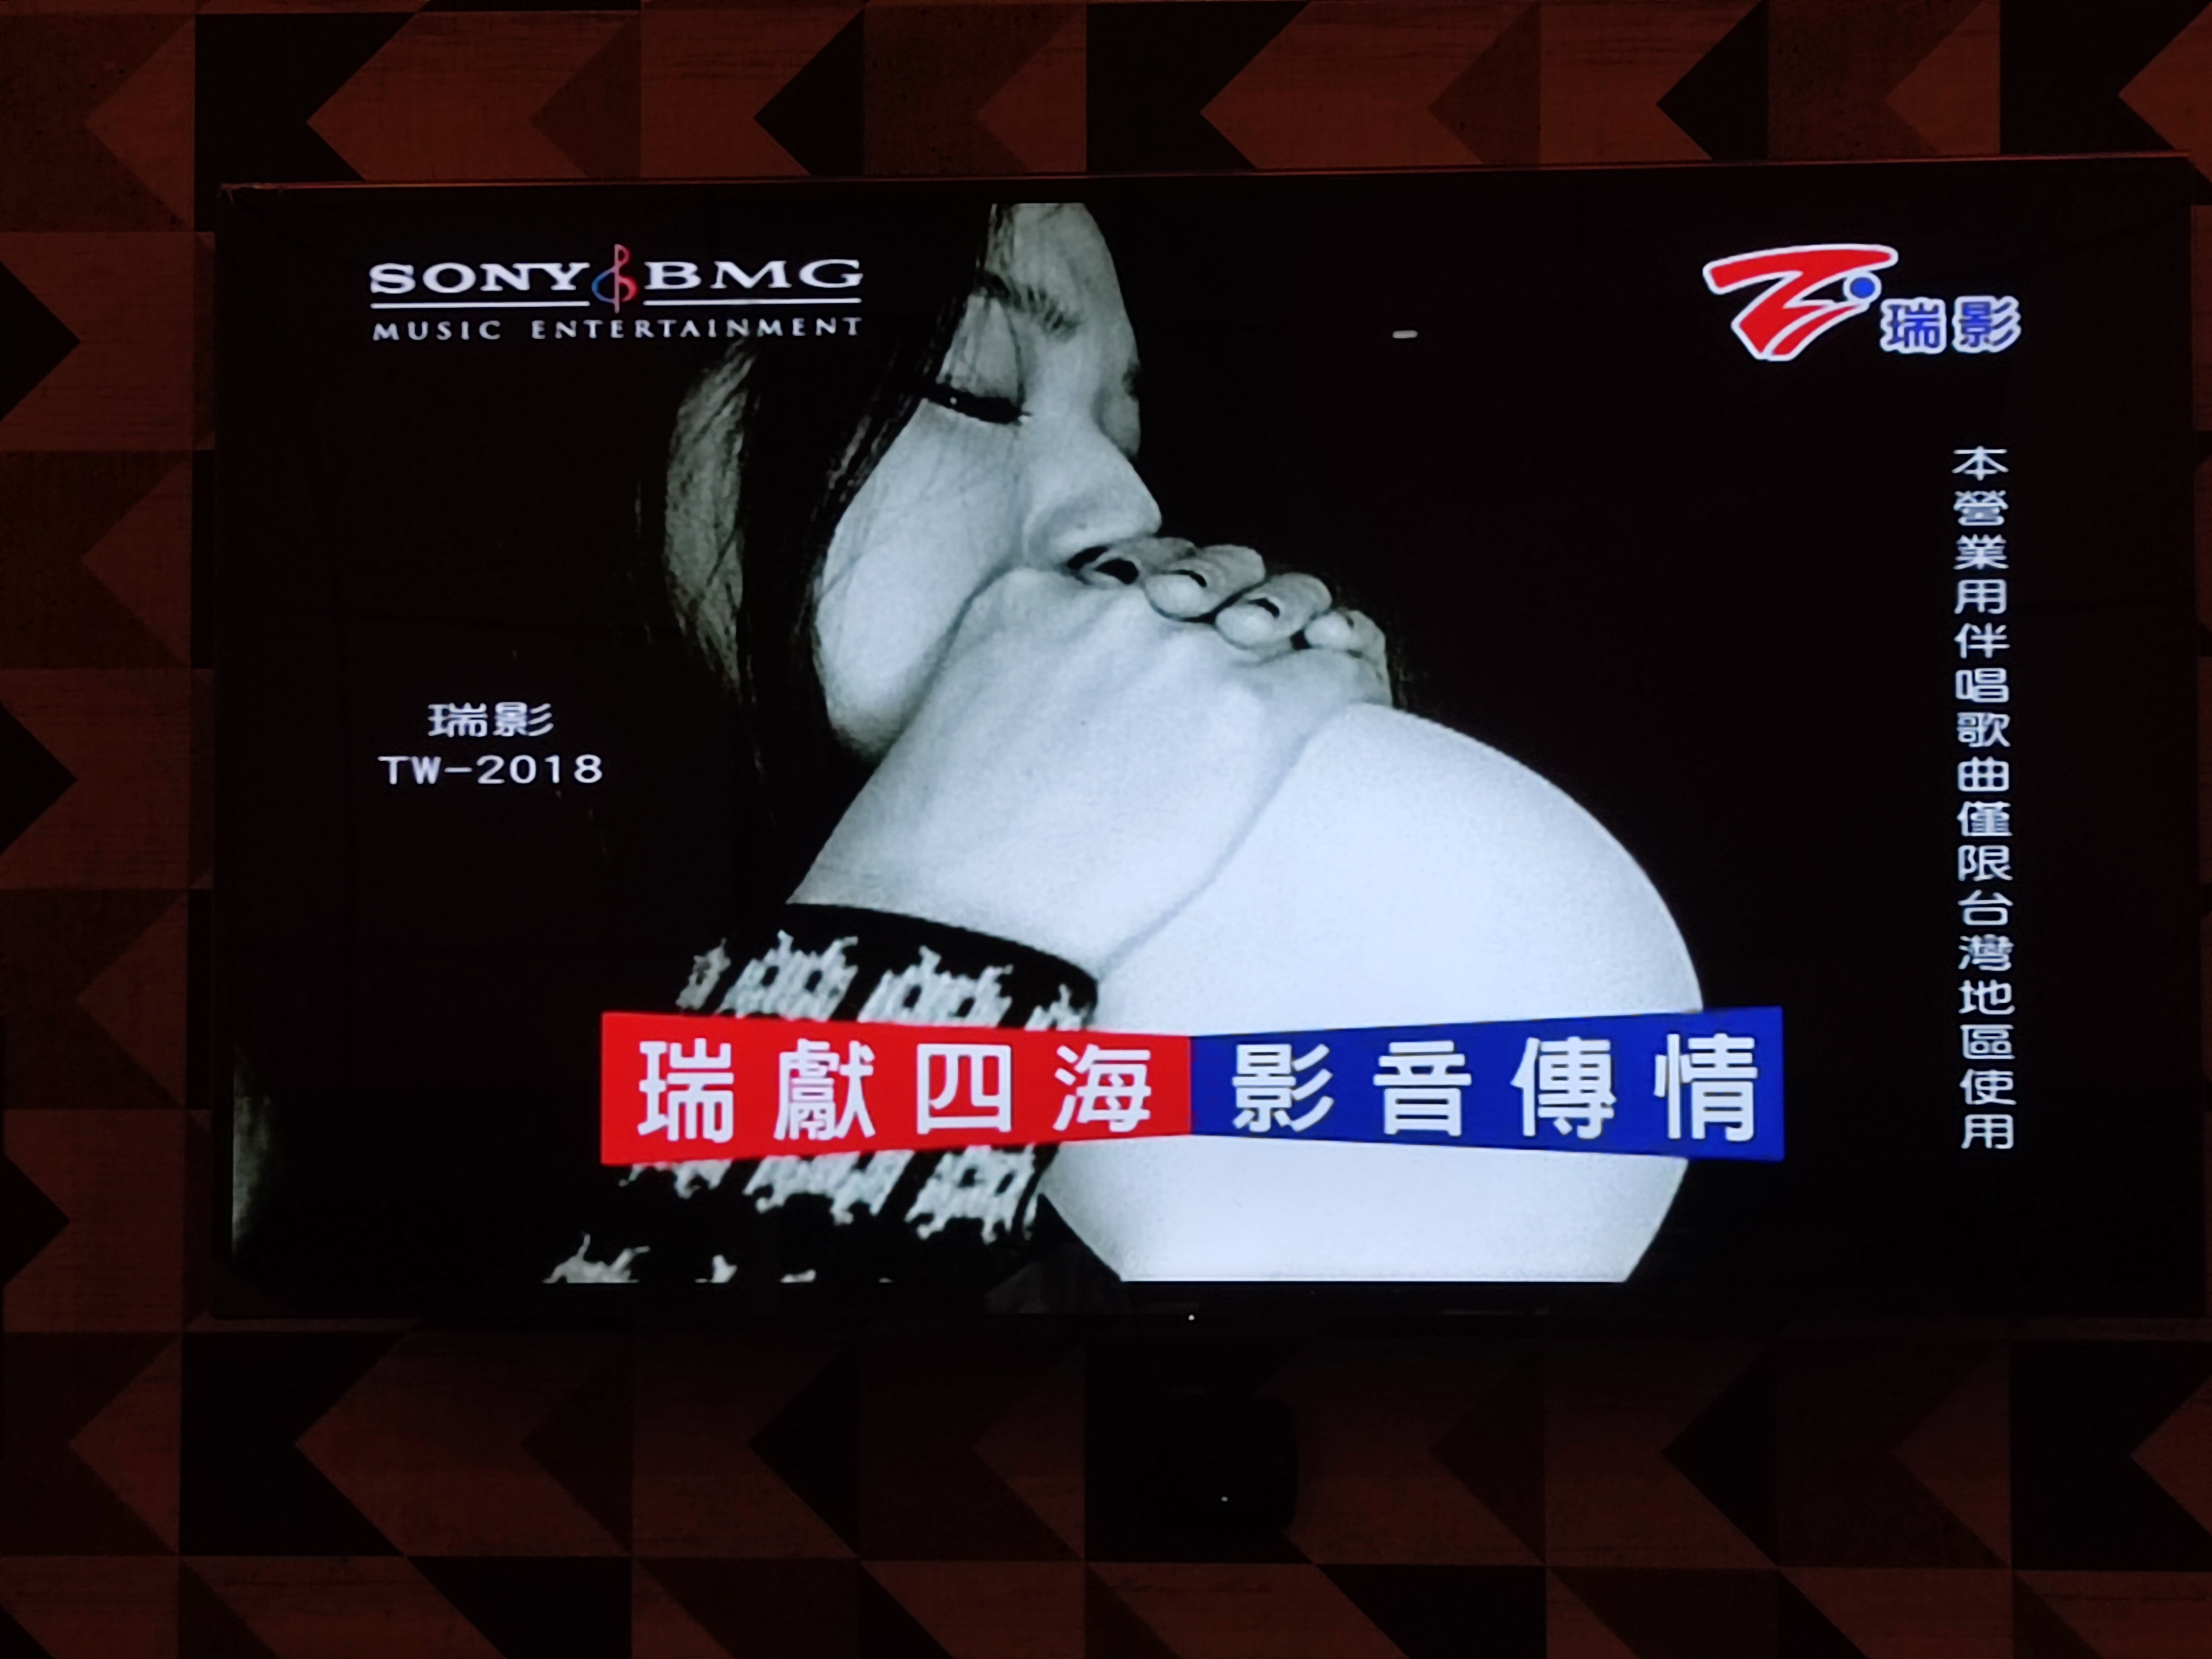 SONY BMG
MUSIC ENTERTAINMENT
瑞影
本營業用伴唱歌曲僅限台灣地區使用
瑞影
TW-2018
瑞獻四海 影音傳情